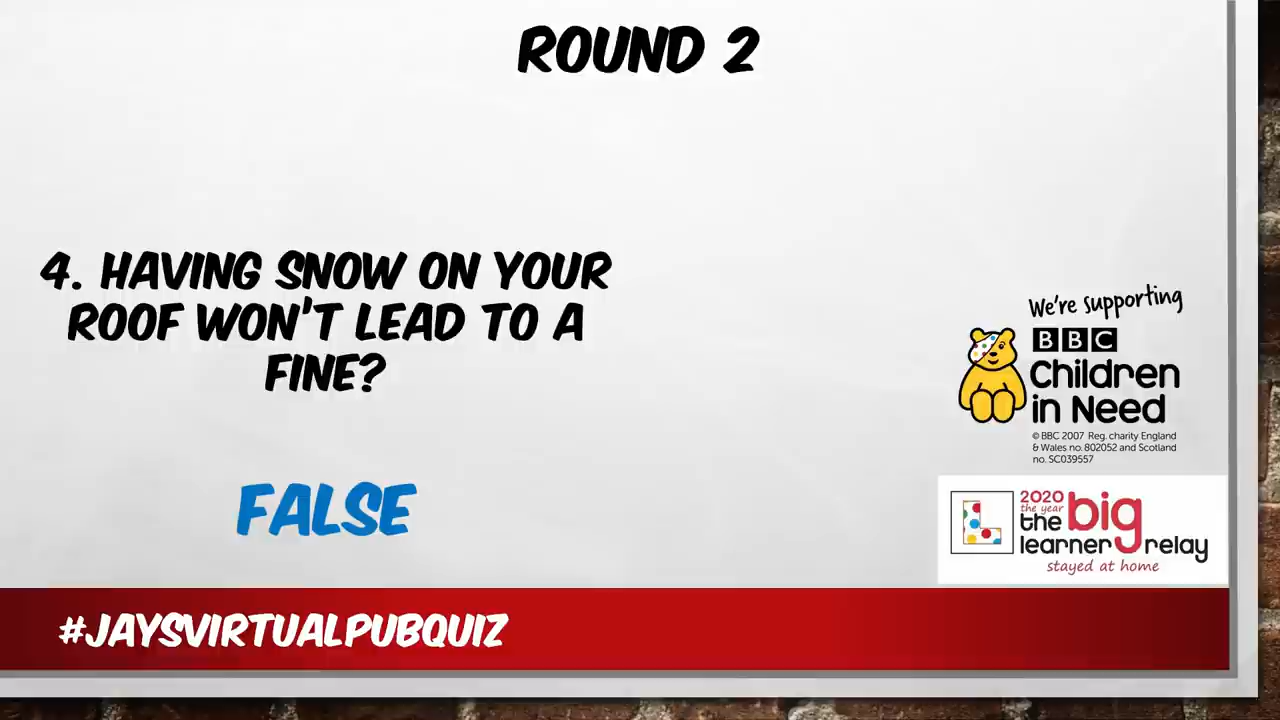 ROUND 2
4. HAVING SNOW ON YOUR
ROOF WON'T LEAD TO A
FINE?
FALSE
We're supporting
BBC
Children
in Need
© BBC 2007 Reg. charity England
& Wales no. 802052 and Scotland
no. SC039557
2020
the year
the big
learner relay
stayed at home
#JAYSVIRTUALPUBQUIZ